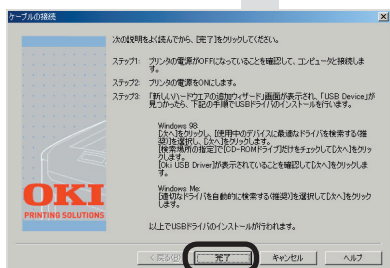 ケーブルの接続
次の説明をよく読んでから、[完了]をクリックしてください。
ステップ1: プリンタの電源がOFFになっていることを確認して、コンピュータと接続しま
す。
ステップ2: プリンタの電源をONにします。
ステップ3: 「新しいハードウェアの追加ウィザード」画面が表示され、「USB Device」が
見つかったら、下記の手順でUSBドライバのインストールを行います。
Windows 98:
[次へ]をクリックし、[使用中のデバイスに最適なドライバを検索する(推
奨)]を選択し、[次へ]をクリックします。
[検索場所の指定]で[CD-ROMドライブ]だけをチェックして[次へ]をクリッ
クします。
[Oki USB Driver]が表示されていることを確認して[次へ]をクリックしま
す。
Windows Me:
[適切なドライバを自動的に検索する(推奨)]を選択して[次へ]をクリック
します。
以上でUSBドライバのインストールが行われます。
OKI
PRINTING SOLUTIONS
< 戻る(B) 完了 キャンセル ヘルプ